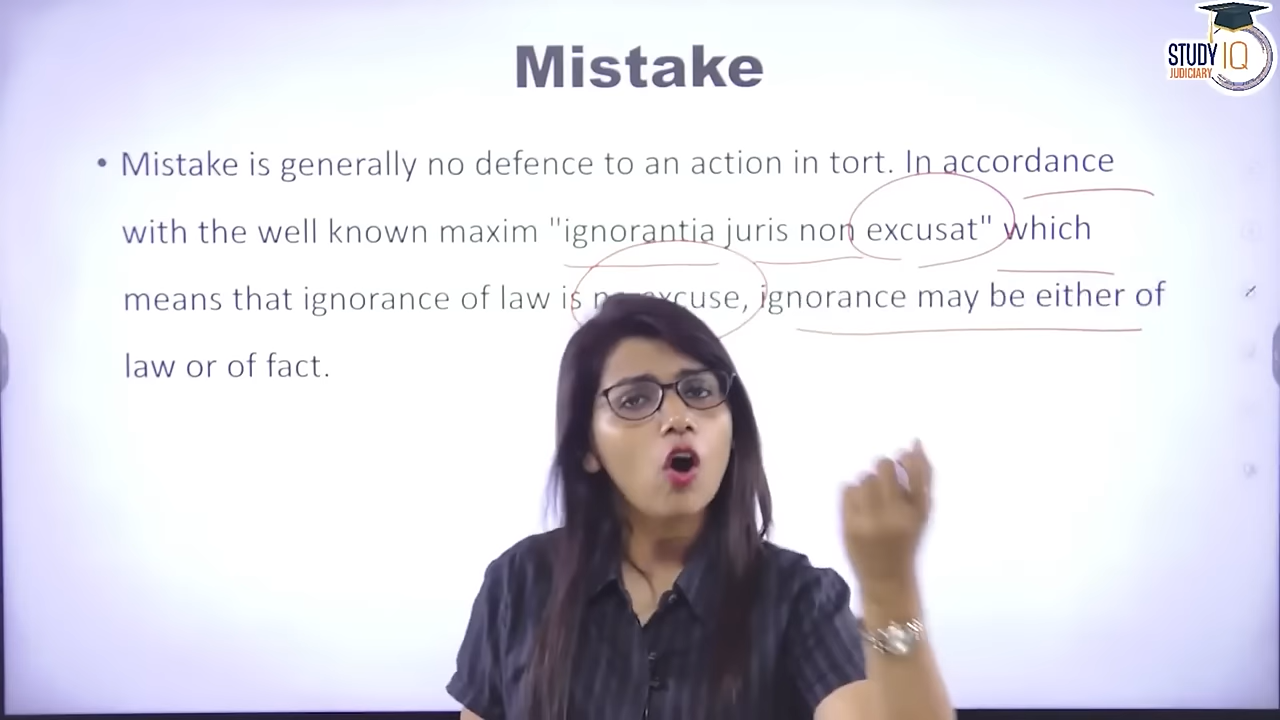 Mistake
• Mistake is generally no defence to an action in tort. In accordance
with the well known maxim "ignorantia juris non excusat" which
means that ignorance of law is no excuse, ignorance may be either of
law or of fact.
STUDY IQ
JUDICIARY